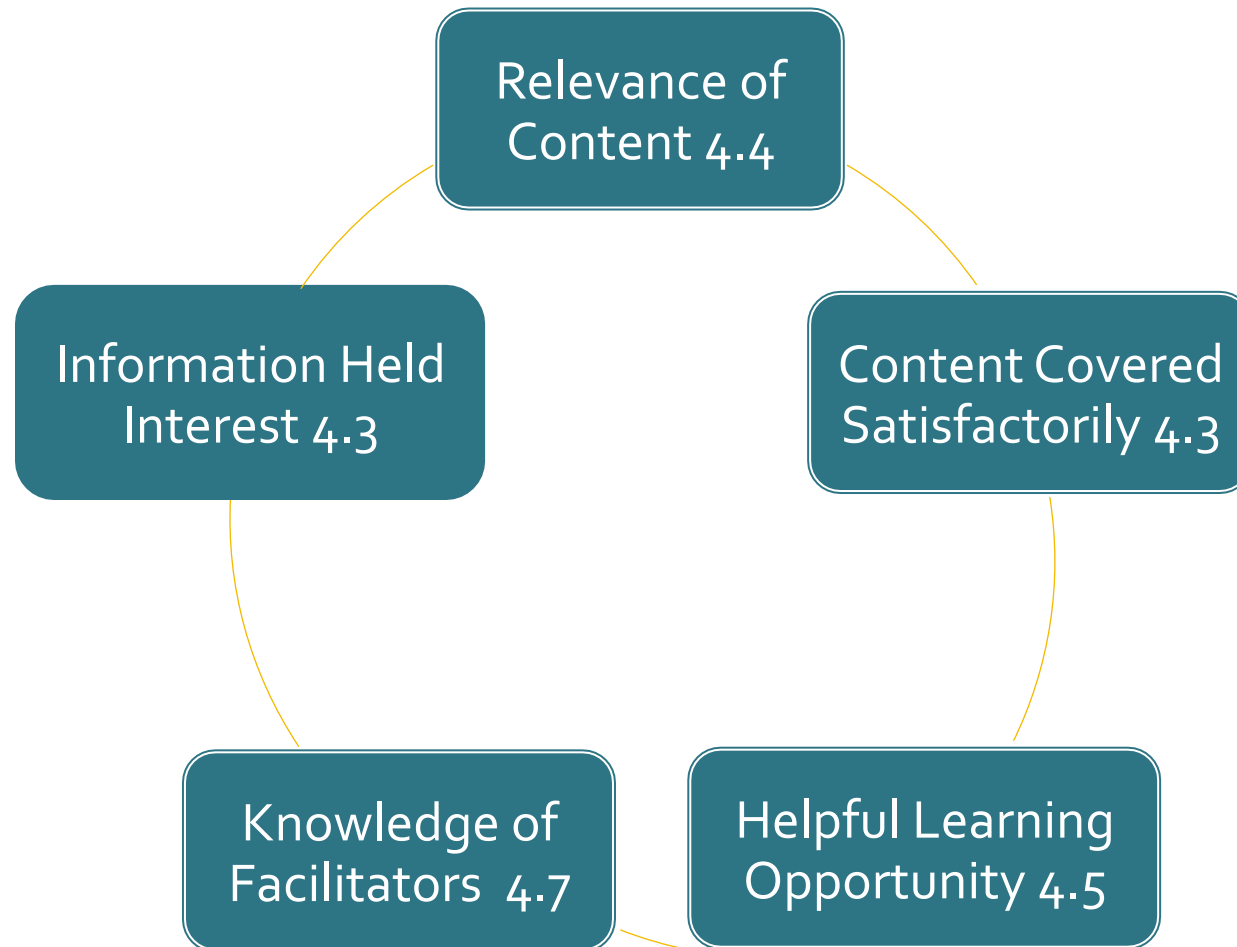 Relevance of
Content 4.4
Information Held
Interest 4.3
Content Covered
Satisfactorily 4.3
Knowledge of
Facilitators 4.7
Helpful Learning
Opportunity 4.5